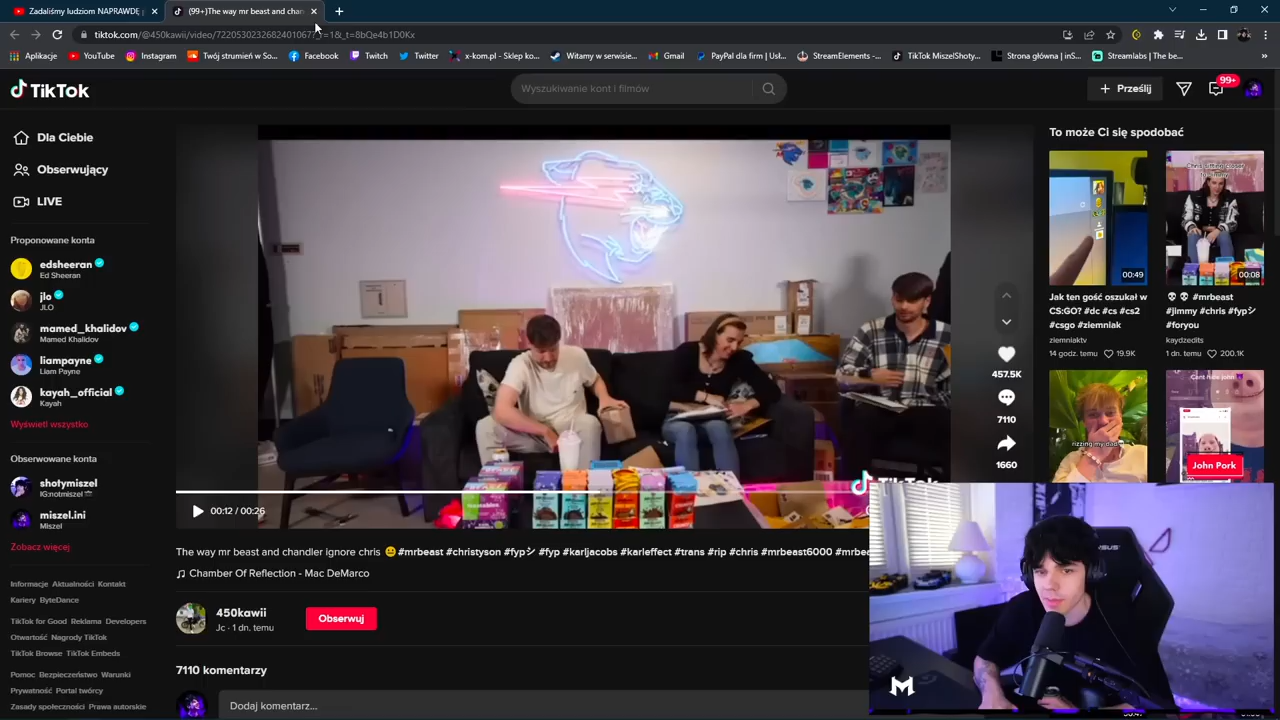 Zadaliśmy ludziom NAPRAWDĘ
(99+)The way mr beast and chan
tiktok.com/@450kawii/video/7220530232682401067?_r=1&_t=8bQe4b1D0Kx
Aplikacje
YouTube
Instagram
Twój strumień w So...
Facebook
Twitch
Twitter
x-kom.pl - Sklep ko...
Witamy w serwisie...
Gmail
PayPal dla firm | Usł...
StreamElements - ...
TikTok MiszelShoty...
Strona główna | inS...
Streamlabs | The be...
»
TikTok
Wyszukiwanie kont i filmów
Prześlij
99+
Dla Ciebie
Obserwujący
LIVE
Proponowane konta
edsheeran
Ed Sheeran
jlo
JLO
mamed_khalidov
Mamed Khalidov
liampayne
Liam Payne
kayah_official
Kayah
Wyświetl wszystko
Obserwowane konta
shotymiszel
IG:notmiszel
miszel.ini
Miszel
Zobacz więcej
Informacje Aktualności Kontakt
Kariery ByteDance
TikTok for Good Reklama Developers
Otwartość Nagrody TikTok
TikTok Browse TikTok Embeds
Pomoc Bezpieczeństwo Warunki
Prywatność Portal twórcy
Zasady społeczności Prawa autorskie
457.5K
7110
1660
00:12 / 00:26
The way mr beast and chandler ignore chris 😐 #mrbeast #christyson #fypシ #fyp #karljacobs #karltistics #trans #rip #chris #mrbeast6000 #mrbea
Chamber Of Reflection - Mac DeMarco
450kawii
Jc · 1 dn. temu
Obserwuj
7110 komentarzy
Dodaj komentarz...
To może Ci się spodobać
00:49
Jak ten gość oszukał w
CS:GO? #dc #cs #cs2
#csgo #zlemniak
zlemniaktv
14 godz. temu 19.9K
to Jimmy
00:08
💀 💀 #mrbeast
#jimmy #chris #fypシ
#foryou
kaydzedits
1 dn. temu 200.1K
rizzing my dad
John Pork